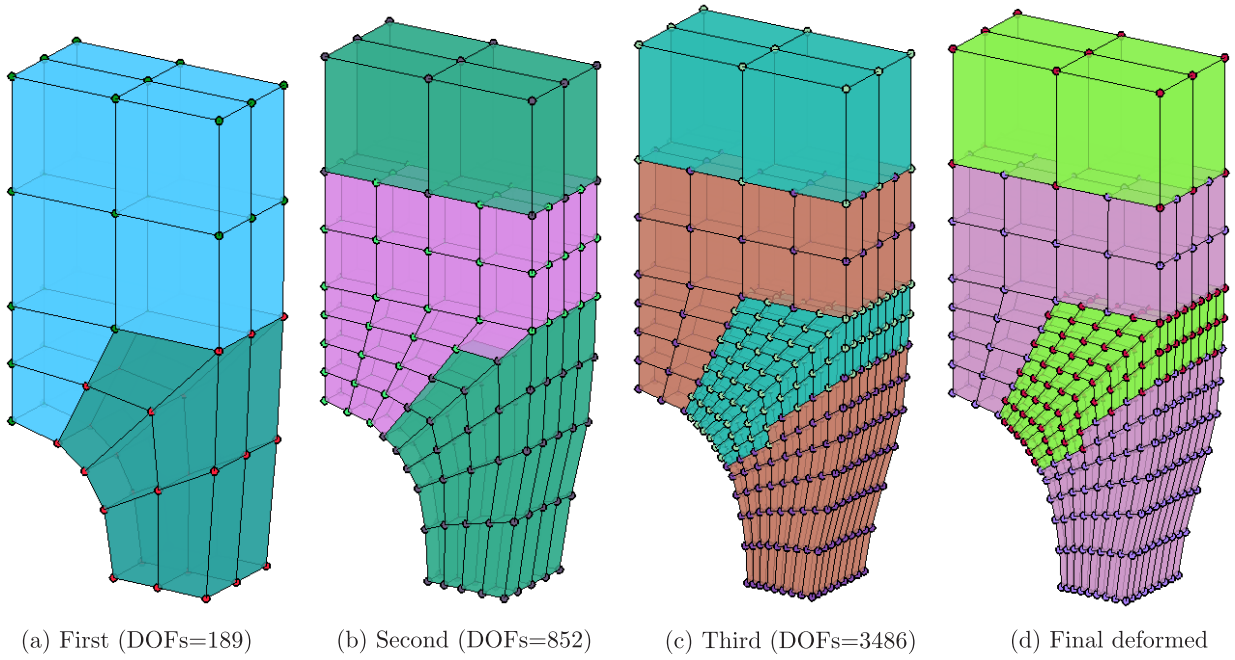 (a) First (DOFs=189)
(b) Second (DOFs=852)
(c) Third (DOFs=3486)
(d) Final deformed